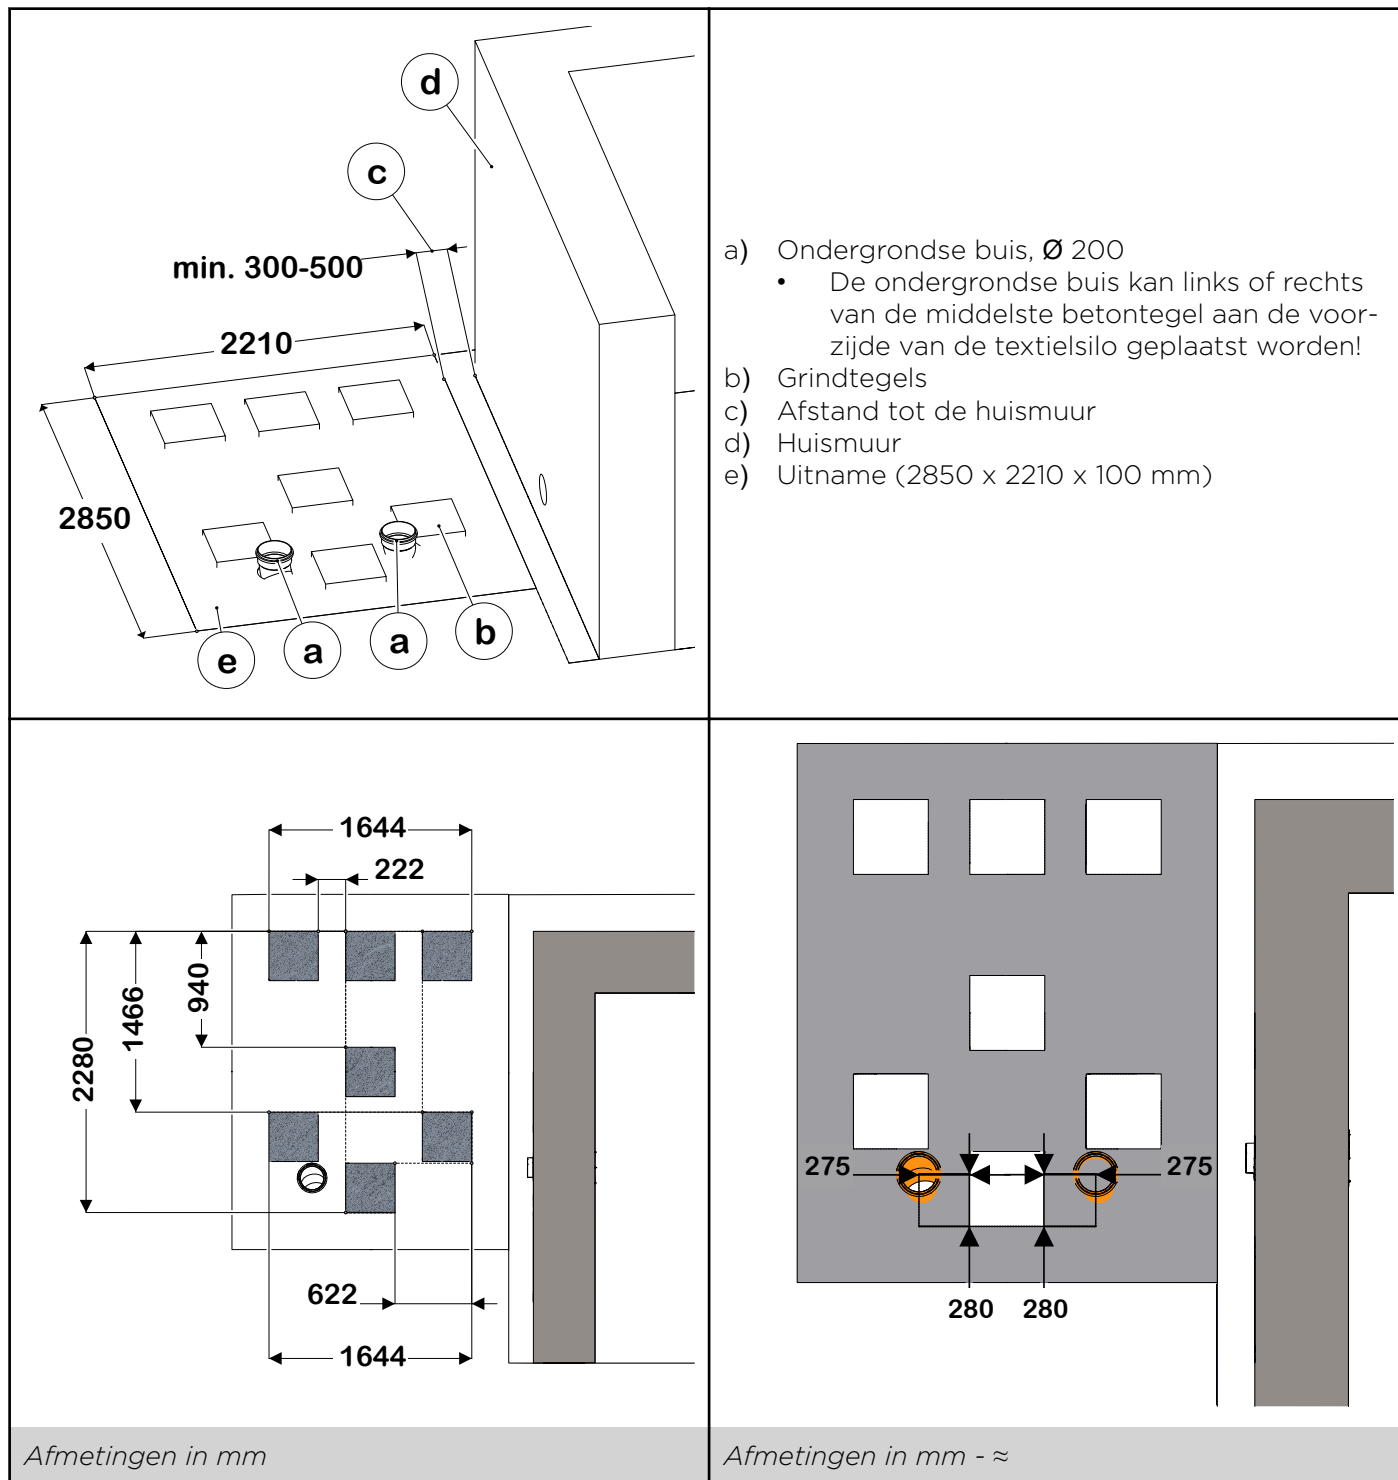 d
c
min. 300-500
2210
2850
e
a
a
b
a) Ondergrondse buis, Ø 200
• De ondergrondse buis kan links of rechts
van de middelste betontegel aan de voor-
zijde van de textielsilo geplaatst worden!
b) Grindtegels
c) Afstand tot de huismuur
d) Huismuur
e) Uitname (2850 x 2210 x 100 mm)
1644
222
940
1466
2280
622
1644
Afmetingen in mm
275
275
280 280
Afmetingen in mm - ≈